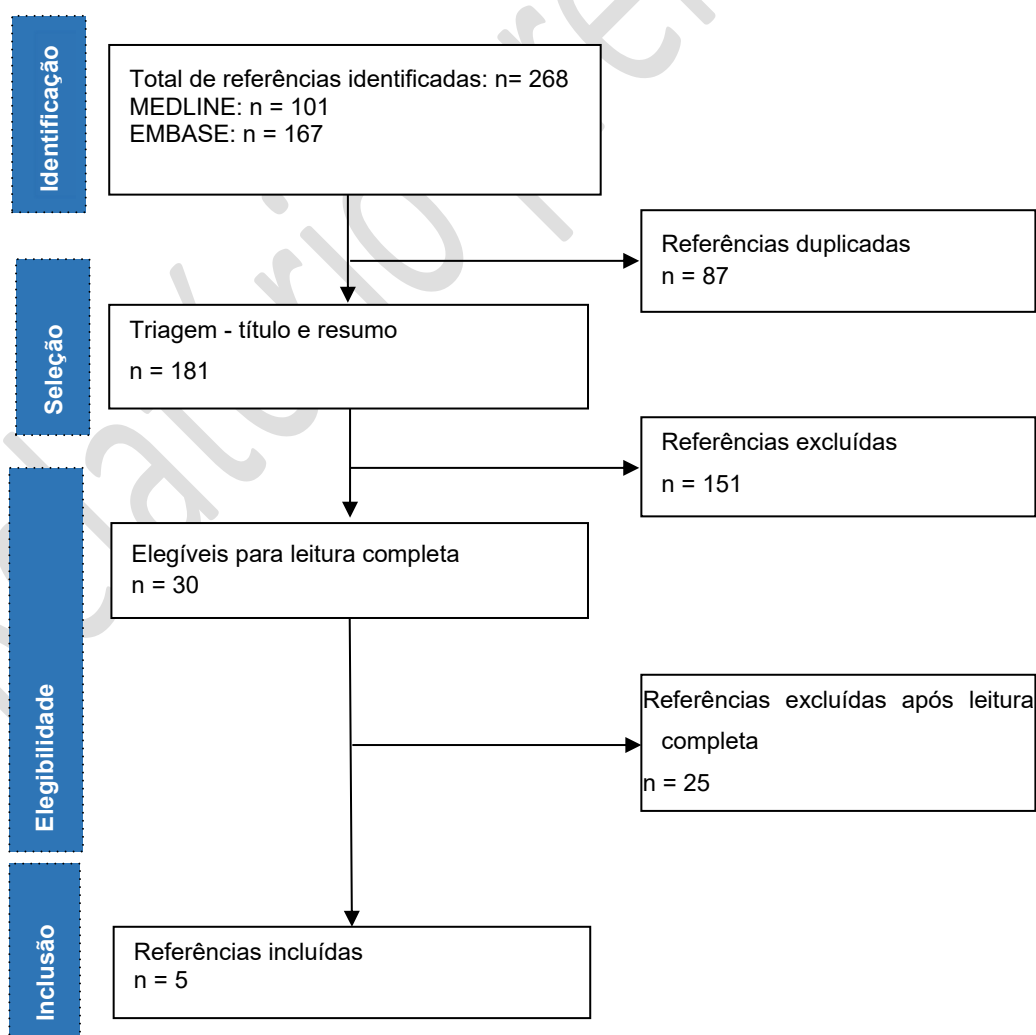 Identificação
Total de referências identificadas: n= 268
MEDLINE: n = 101
EMBASE: n = 167
Referências duplicadas
n = 87
Seleção
Triagem - título e resumo
n = 181
Referências excluídas
n = 151
Elegibilidade
Elegíveis para leitura completa
n = 30
Referências excluídas após leitura
completa
n = 25
Inclusão
Referências incluídas
n = 5